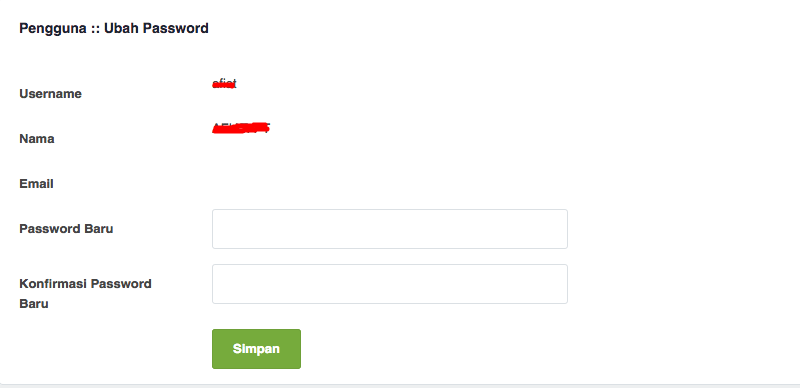 Pengguna :: Ubah Password
Username
Nama
Email
Password Baru
Konfirmasi Password
Baru
Simpan